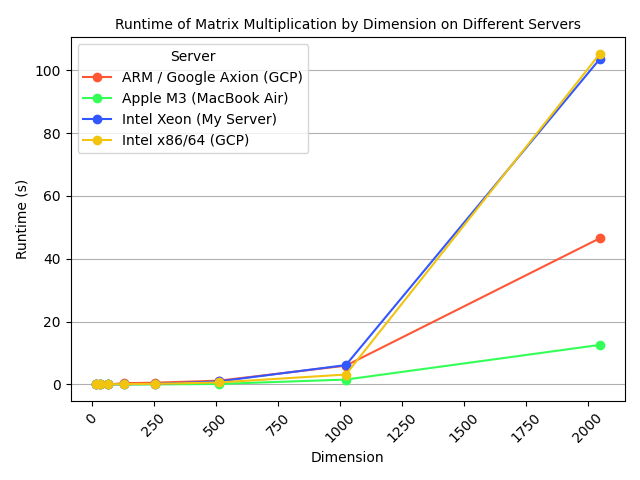 Runtime of Matrix Multiplication by Dimension on Different Servers
Server
ARM / Google Axion (GCP)
Apple M3 (MacBook Air)
Intel Xeon (My Server)
Intel x86/64 (GCP)
Runtime (s)
100
80
60
40
20
0
0
250
500
750
1000
1250
1500
1750
2000
Dimension